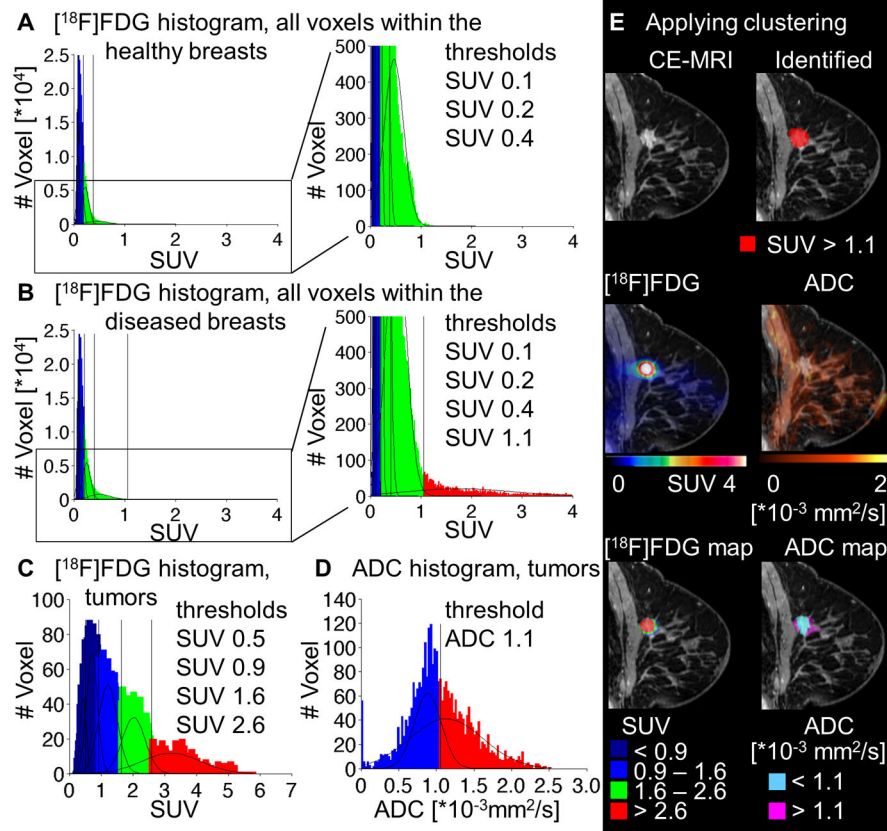 A [18F]FDG histogram, all voxels within the
healthy breasts
# Voxel [*10^4]
2.5
2.0
1.5
1.0
0.5
0
0 1 2 3 4
SUV
# Voxel
500
400
300
200
100
0
0 1 2 3 4
SUV
thresholds
SUV 0.1
SUV 0.2
SUV 0.4
B [18F]FDG histogram, all voxels within the
diseased breasts
# Voxel [*10^4]
2.5
2.0
1.5
1.0
0.5
0
0 1 2 3 4
SUV
# Voxel
500
400
300
200
100
0
0 1 2 3 4
SUV
thresholds
SUV 0.1
SUV 0.2
SUV 0.4
SUV 1.1
C [18F]FDG histogram,
tumors
# Voxel
100
80
60
40
20
0
0 1 2 3 4 5 6 7
SUV
thresholds
SUV 0.5
SUV 0.9
SUV 1.6
SUV 2.6
D ADC histogram, tumors
# Voxel
140
120
100
80
60
40
20
0
0 0.5 1.0 1.5 2.0 2.5 3.0
ADC [*10^-3mm^2/s]
threshold
ADC 1.1
E Applying clustering
CE-MRI Identified
SUV > 1.1
[18F]FDG ADC
0 SUV 4
0 2
[*10^-3 mm^2/s]
[18F]FDG map ADC map
SUV
< 0.9
0.9 – 1.6
1.6 – 2.6
> 2.6
ADC
[*10^-3 mm^2/s]
< 1.1
> 1.1